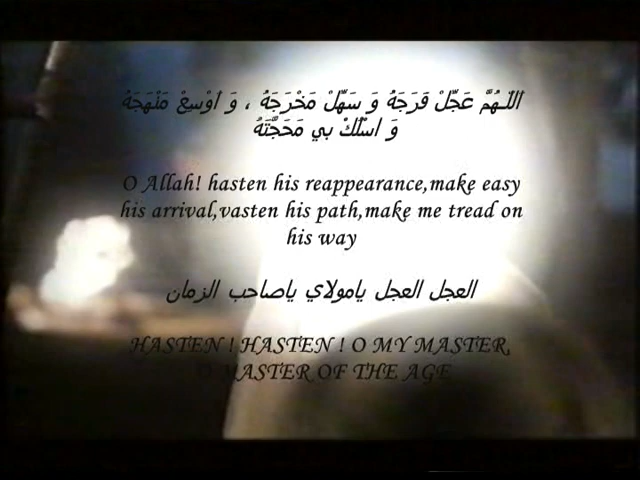 اَللّـهُمَّ عَجِّلْ فَرَجَهُ وَ سَهِّلْ مَخْرَجَهُ ، وَ اَوْسِعْ مَنْهَجَهُ
وَ اسْلُكْ بي مَحَجَّتَهُ
O Allah! hasten his reappearance,make easy
his arrival,vasten his path,make me tread on
his way
العجل العجل يامولاي ياصاحب الزمان
HASTEN ! HASTEN ! O MY MASTER,
O MASTER OF THE AGE